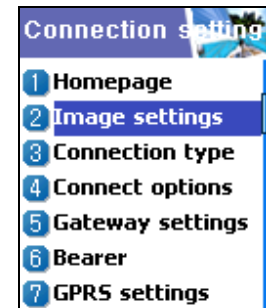 Connection setting
1 Homepage
2 Image settings
3 Connection type
4 Connect options
5 Gateway settings
6 Bearer
7 GPRS settings